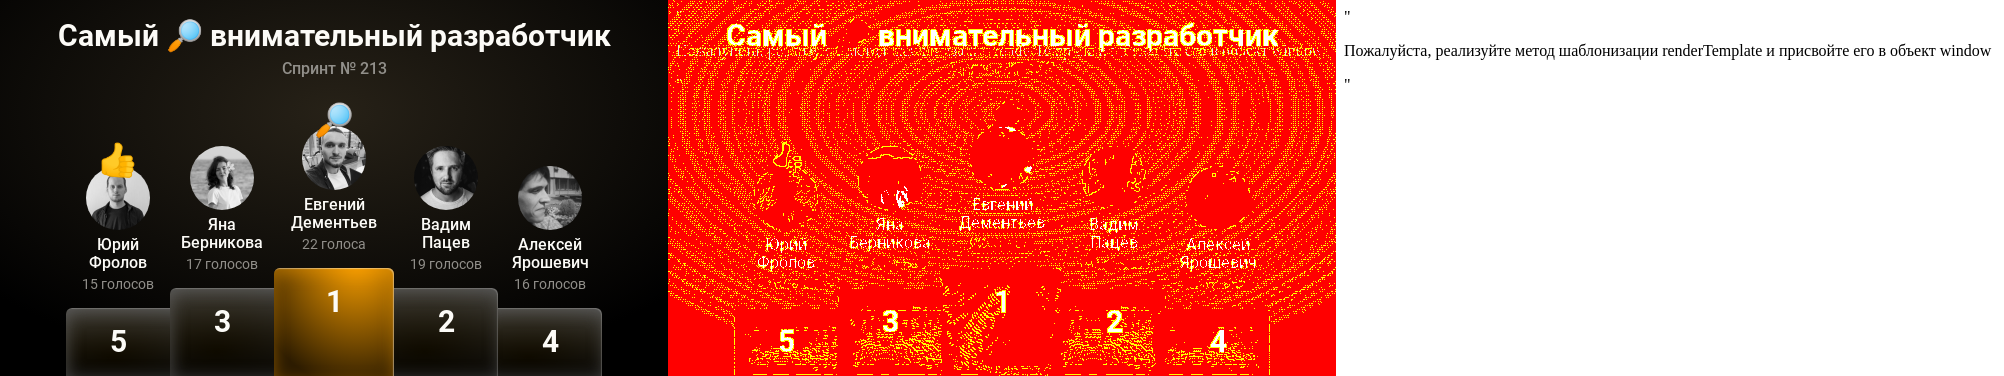 Самый 🔎 внимательный разработчик
Спринт № 213
Юрий
Фролов
15 голосов
Яна
Берникова
17 голосов
Евгений
Дементьев
22 голоса
Вадим
Пацев
19 голосов
Алексей
Ярошевич
16 голосов
5
3
1
2
4
Самый внимательный разработчик
Юрий
Фролов
Яна
Берникова
Евгений
Дементьев
Вадим
Пацев
Алексей
Ярошевич
5
3
1
2
4
"
Пожалуйста, реализуйте метод шаблонизации renderTemplate и присвойте его в объект window
"